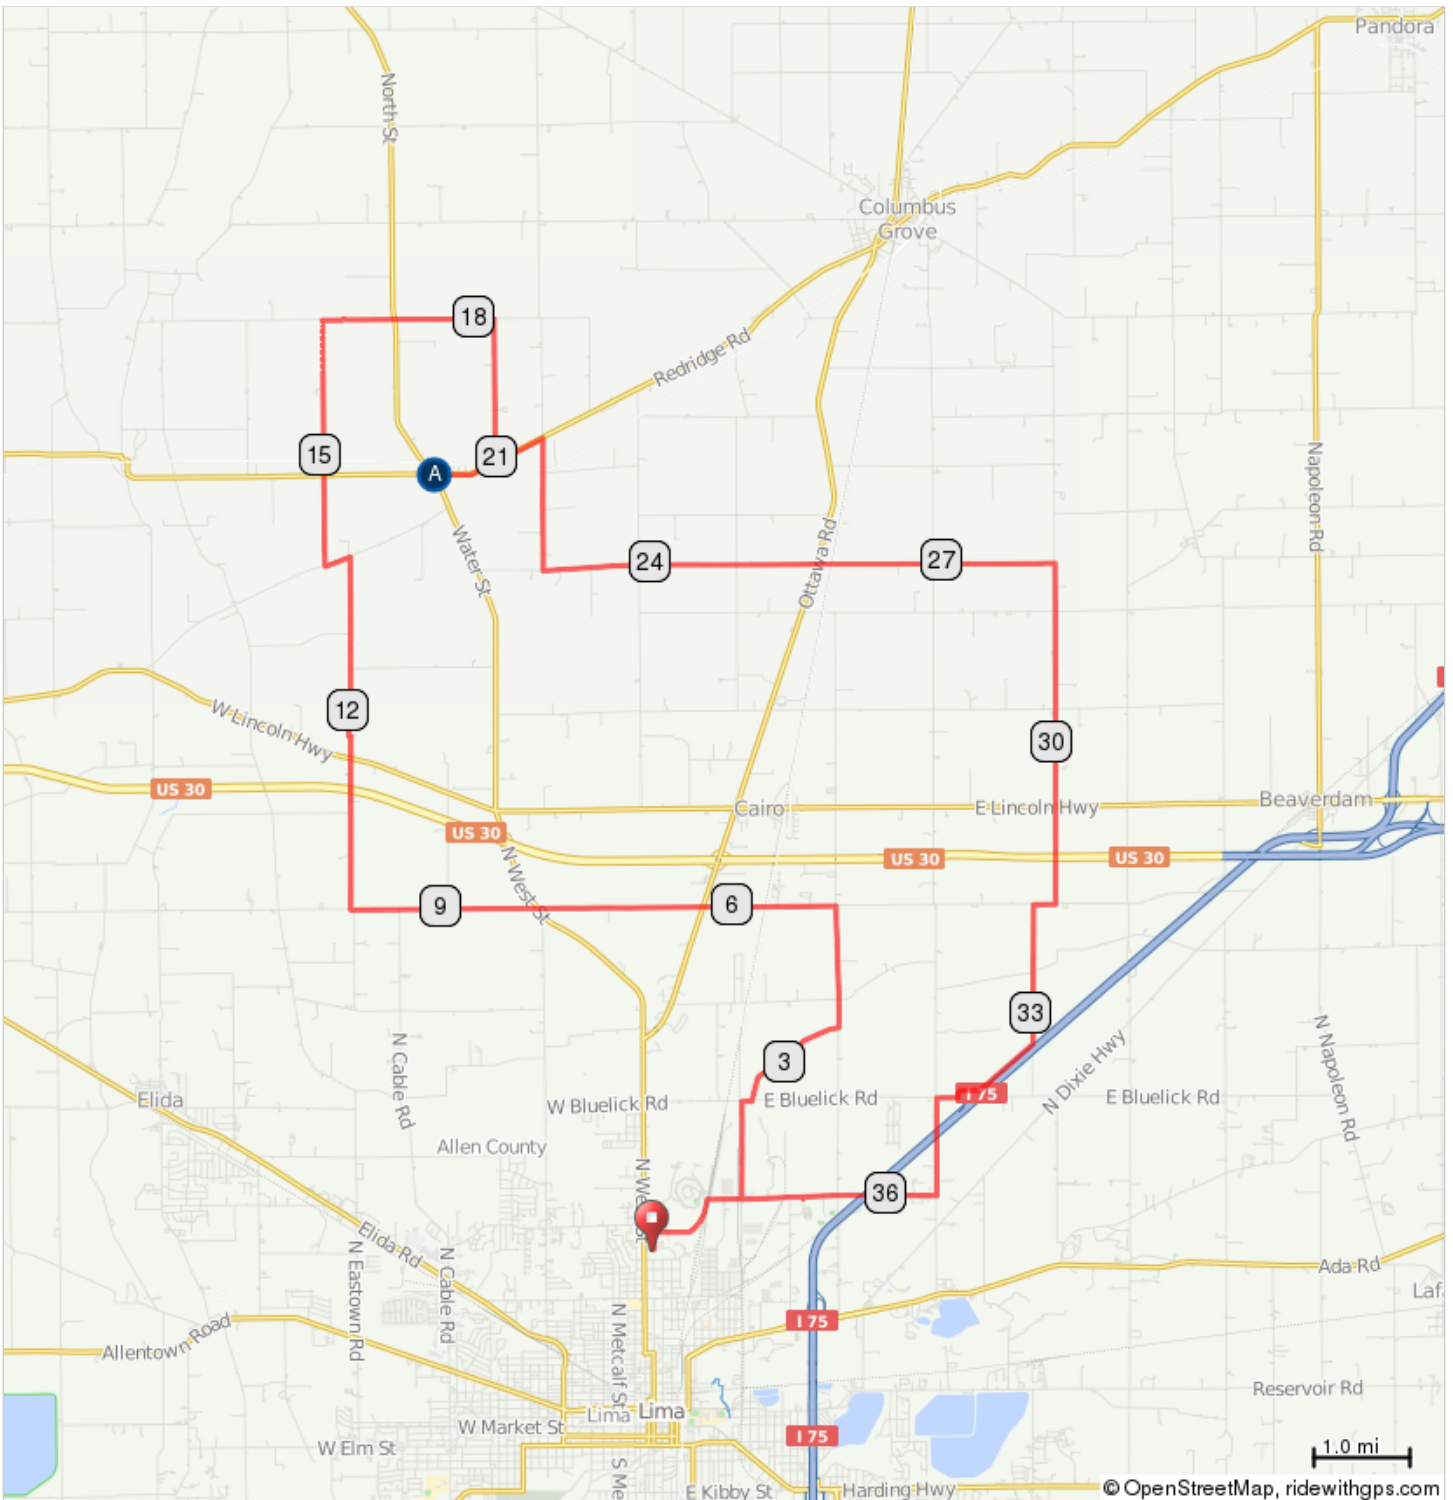 Pandora
North St
Columbus
Grove
18
Redridge Rd
15
21
A
Napoleon Rd
Water St
24
27
Ottawa Rd
12
W Lincoln Hwy
30
US 30
Cairo
E Lincoln Hwy
Beaverdam
US 30
US 30
US 30
N West St
9
6
33
N Cable Rd
3
N Dixie Hwy
N Napoleon Rd
Elida
W Bluelick Rd
E Bluelick Rd
I 75
E Bluelick Rd
Allen County
N West St
36
Elida Rd
N Eastown Rd
N Cable Rd
Ada Rd
Laf
I 75
N Metcalf St
Allentown Road
Reservoir Rd
Lima
Lima
W Market St
I 75
W Elm St
1.0 mi
S Me
E Kibby St
Harding Hwy
© OpenStreetMap, ridewithgps.com